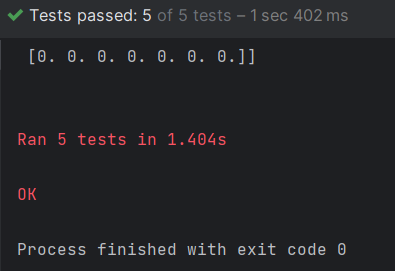 Tests passed: 5 of 5 tests – 1 sec 402 ms
[0. 0. 0. 0. 0. 0. 0.]]
Ran 5 tests in 1.404s
OK
Process finished with exit code 0